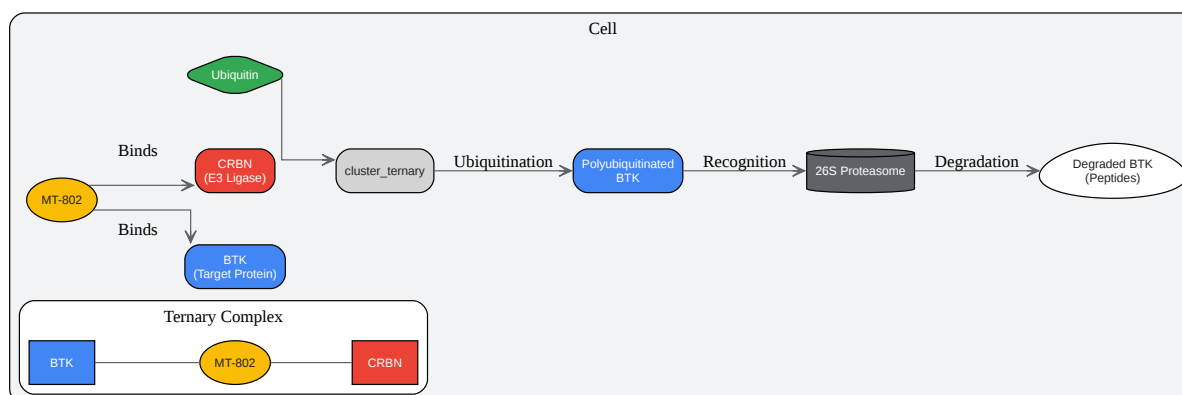 Cell
Ubiquitin
Binds
CRBN
(E3 Ligase)
MT-802
Binds
BTK
(Target Protein)
cluster_ternary
Ubiquitination
Polyubiquitinated
BTK
Recognition
26S Proteasome
Degradation
Degraded BTK
(Peptides)
Ternary Complex
BTK
MT-802
CRBN